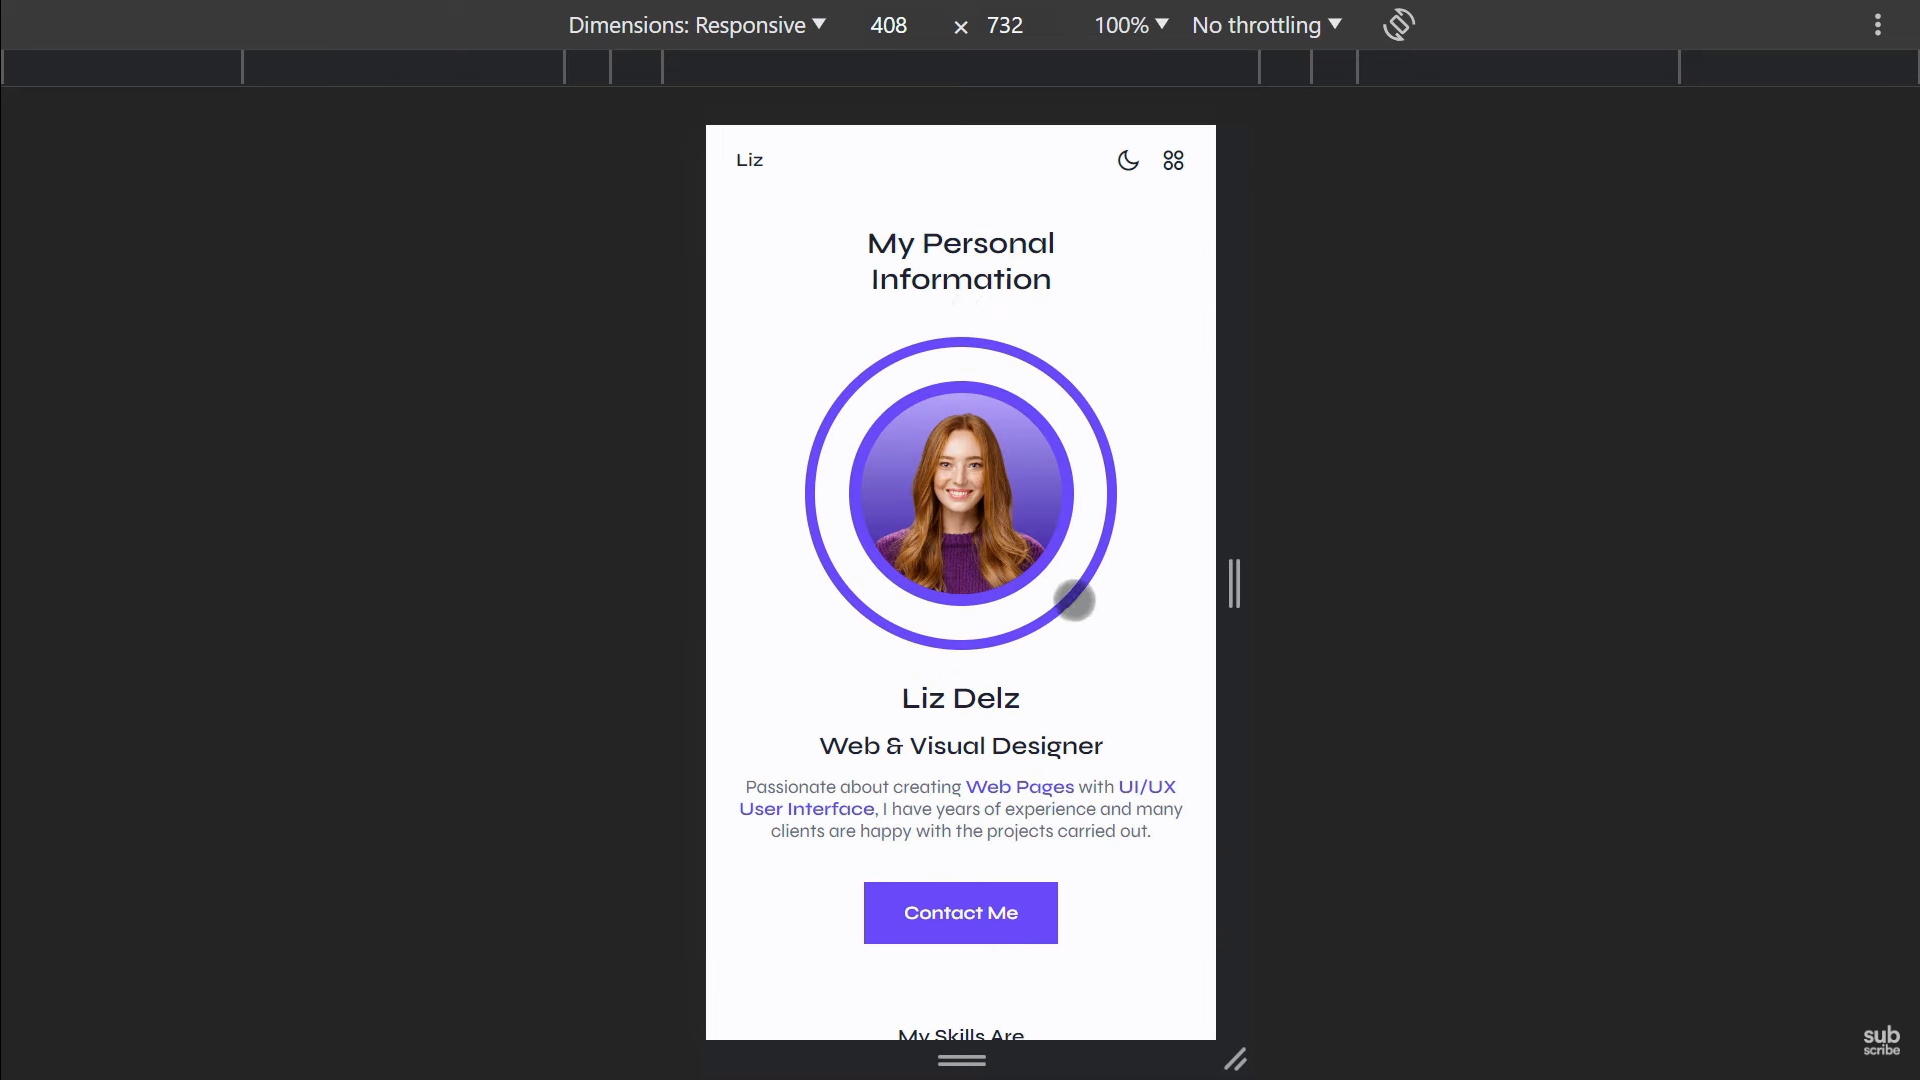 Dimensions: Responsive 408 × 732 100% No throttling
Liz
My Personal
Information
Liz Delz
Web & Visual Designer
Passionate about creating Web Pages with UI/UX
User Interface, I have years of experience and many
clients are happy with the projects carried out.
Contact Me
My Skills Are
sub
scribe